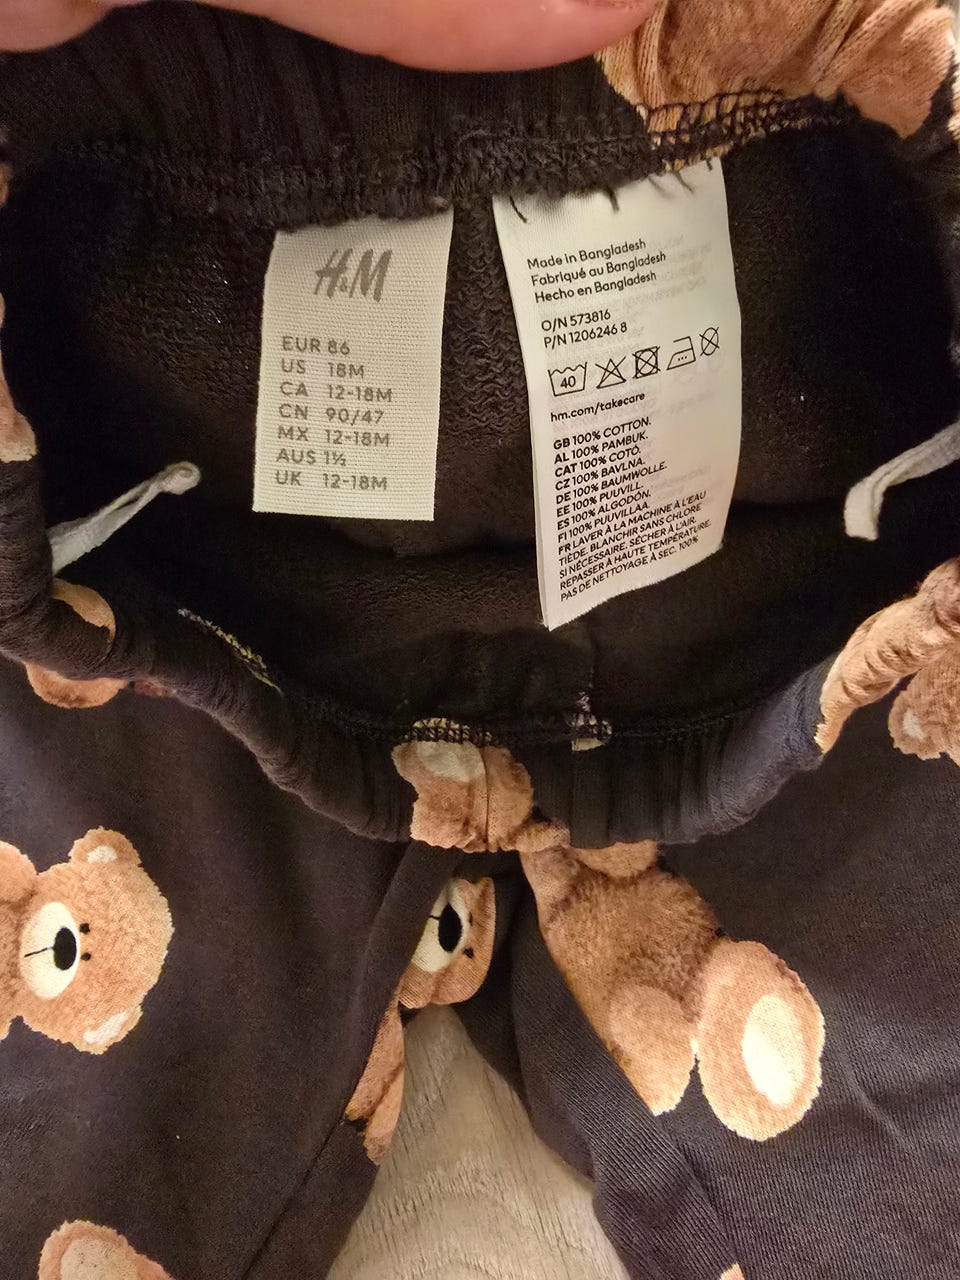 H&M
EUR 86
US 18M
CA 12-18M
CN 90/47
MX 12-18M
AUS 1½
UK 12-18M
Made in Bangladesh
Fabriqué au Bangladesh
Hecho en Bangladesh
O/N 573816
P/N 1206246 8
40
hm.com/takecare
GB 100% COTTON.
AL 100% PAMBUK.
CAT 100% COTÓ.
CZ 100% BAVLNA.
DE 100% BAUMWOLLE.
EE 100% PUUVILL.
ES 100% ALGODÓN.
FI 100% PUUVILLAA.
FR LAVER À LA MACHINE À L'EAU
TIÈDE. BLANCHIR SANS CHLORE
SI NÉCESSAIRE. SÉCHER À L'AIR.
REPASSER À HAUTE TEMPÉRATURE.
PAS DE NETTOYAGE À SEC. 100%